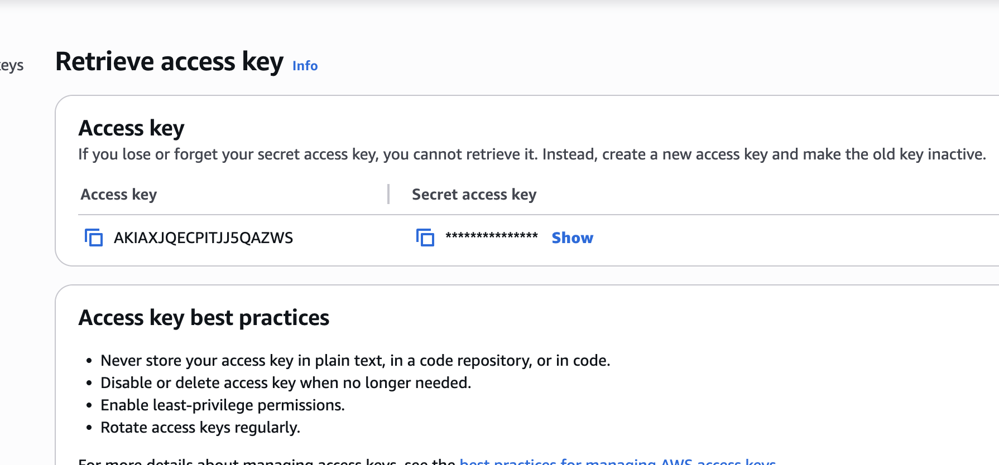 eys
Retrieve access key Info
Access key
If you lose or forget your secret access key, you cannot retrieve it. Instead, create a new access key and make the old key inactive.
Access key | Secret access key
AKIAXJQECPITJJ5QAZWS *************** Show
Access key best practices
• Never store your access key in plain text, in a code repository, or in code.
• Disable or delete access key when no longer needed.
• Enable least-privilege permissions.
• Rotate access keys regularly.
For more details about managing access keys, see the best practices for managing AWS access keys.